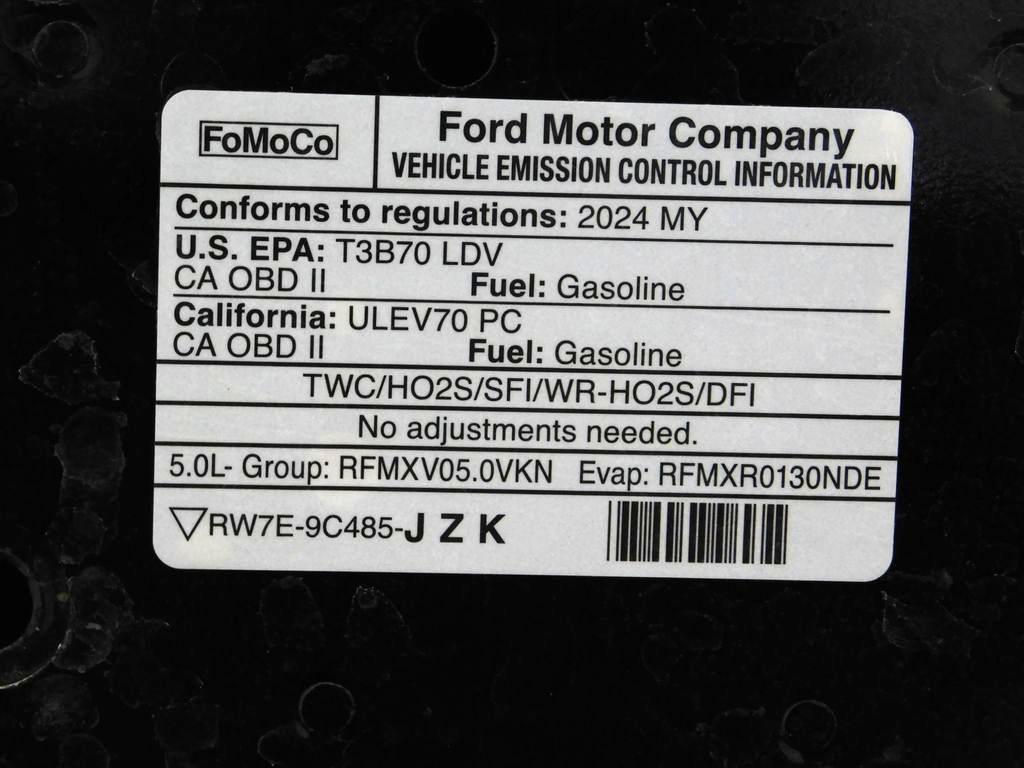 FoMoCo
Ford Motor Company
VEHICLE EMISSION CONTROL INFORMATION
Conforms to regulations: 2024 MY
U.S. EPA: T3B70 LDV
CA OBD II Fuel: Gasoline
California: ULEV70 PC
CA OBD II Fuel: Gasoline
TWC/HO2S/SFI/WR-HO2S/DFI
No adjustments needed.
5.0L- Group: RFMXV05.0VKN Evap: RFMXR0130NDE
▽RW7E-9C485-J Z K